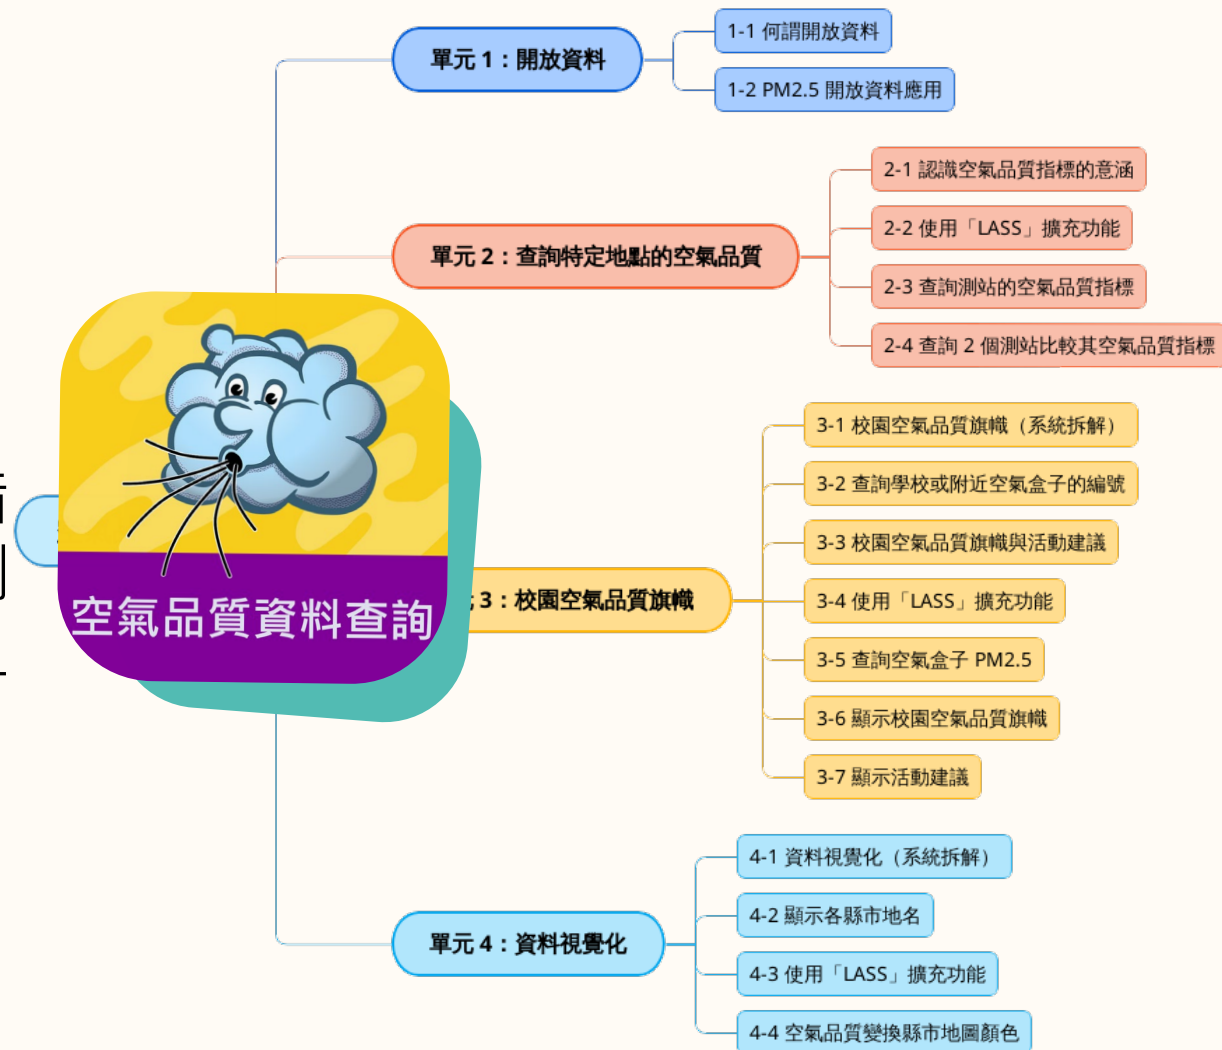 單元 1：開放資料
1-1 何謂開放資料
1-2 PM2.5 開放資料應用
單元 2：查詢特定地點的空氣品質
2-1 認識空氣品質指標的意涵
2-2 使用「LASS」擴充功能
2-3 查詢測站的空氣品質指標
2-4 查詢 2 個測站比較其空氣品質指標
空氣品質資料查詢
3：校園空氣品質旗幟
3-1 校園空氣品質旗幟（系統拆解）
3-2 查詢學校或附近空氣盒子的編號
3-3 校園空氣品質旗幟與活動建議
3-4 使用「LASS」擴充功能
3-5 查詢空氣盒子 PM2.5
3-6 顯示校園空氣品質旗幟
3-7 顯示活動建議
單元 4：資料視覺化
4-1 資料視覺化（系統拆解）
4-2 顯示各縣市地名
4-3 使用「LASS」擴充功能
4-4 空氣品質變換縣市地圖顏色